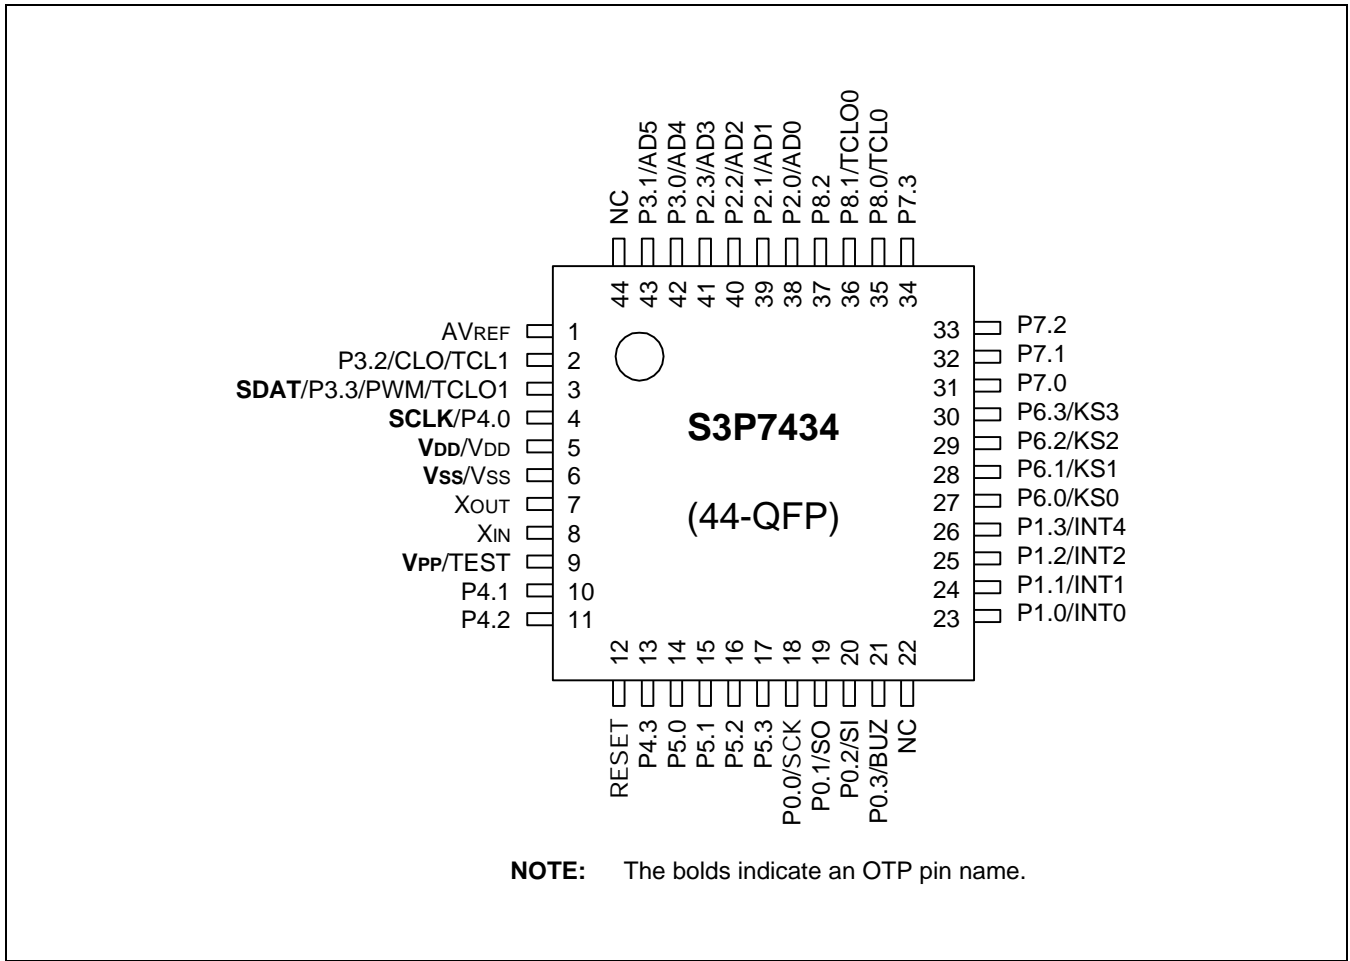 NC
P3.1/AD5
P3.0/AD4
P2.3/AD3
P2.2/AD2
P2.1/AD1
P2.0/AD0
P8.2
P8.1/TCLO0
P8.0/TCL0
P7.3
44
43
42
41
40
39
38
37
36
35
34
AVREF 1
P3.2/CLO/TCL1 2
SDAT/P3.3/PWM/TCLO1 3
SCLK/P4.0 4
VDD/VDD 5
VSS/VSS 6
XOUT 7
XIN 8
VPP/TEST 9
P4.1 10
P4.2 11
S3P7434
(44-QFP)
33 P7.2
32 P7.1
31 P7.0
30 P6.3/KS3
29 P6.2/KS2
28 P6.1/KS1
27 P6.0/KS0
26 P1.3/INT4
25 P1.2/INT2
24 P1.1/INT1
23 P1.0/INT0
12
13
14
15
16
17
18
19
20
21
22
RESET
P4.3
P5.0
P5.1
P5.2
P5.3
P0.0/SCK
P0.1/SO
P0.2/SI
P0.3/BUZ
NC
NOTE: The bolds indicate an OTP pin name.